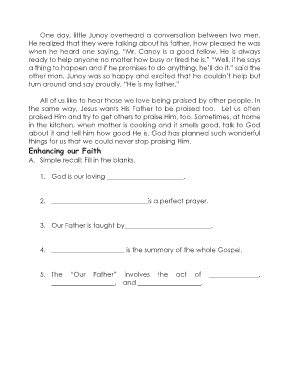 One day, little Junoy overheard a conversation between two men.
He realized that they were talking about his father. How pleased he was
when he heard one saying, "Mr. Canoy is a good fellow. He is always
ready to help anyone no matter how busy or tired he is." "Well, if he says
a thing to happen and if he promises to do anything, he'll do it." said the
other man. Junoy was so happy and excited that he couldn't help but
turn around and say proudly. "He is my father."
All of us like to hear those we love being praised by other people. In
the same way, Jesus wants His Father to be praised too. Let us often
praised Him and try to get others to praise Him, too. Sometimes, at home
in the kitchen, when mother is cooking and it smells good, talk to God
about it and tell him how good He is. God has planned such wonderful
things for us that we could never stop praising Him.
Enhancing our Faith
A. Simple recall: Fill in the blanks.
1. God is our loving ______________________.
2. ___________________________is a perfect prayer.
3. Our Father is taught by________________________.
4. _____________________ is the summary of the whole Gospel.
5. The "Our Father" involves the act of ______________,
__________________, and __________________.